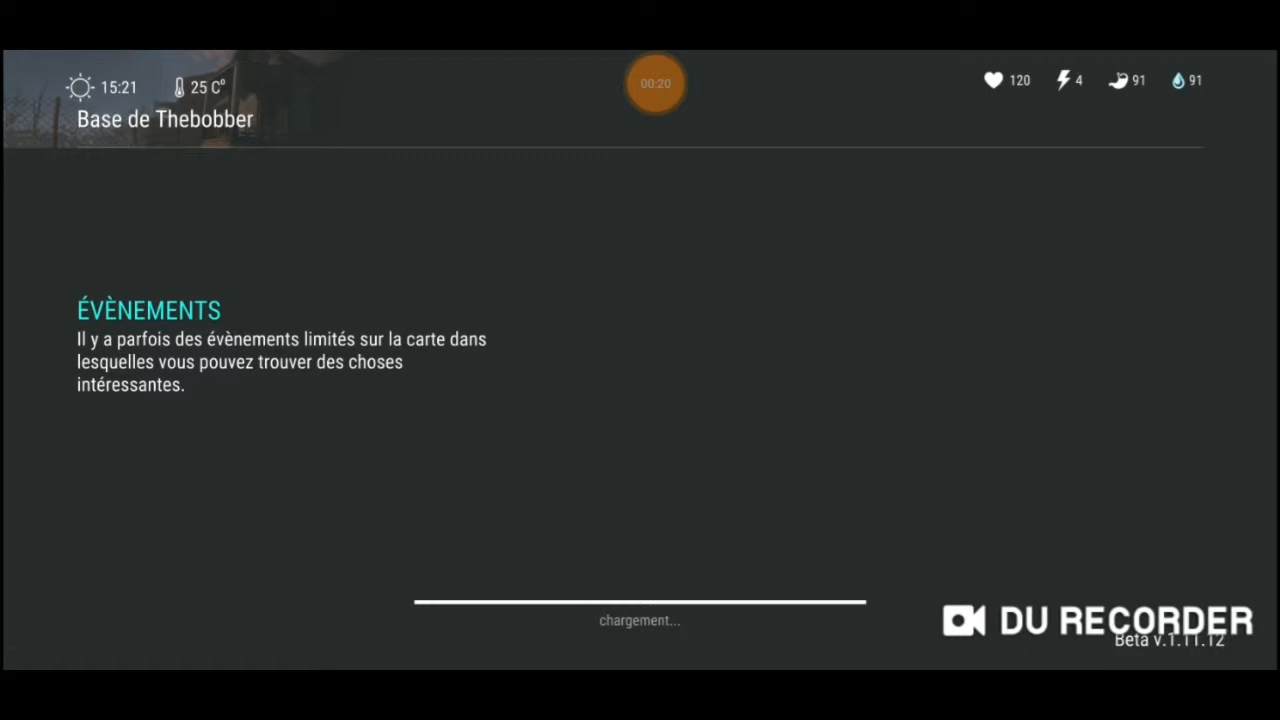 15:21 25 C° 00:20 120 4 91 91
Base de Thebobber
ÉVÈNEMENTS
Il y a parfois des évènements limités sur la carte dans
lesquelles vous pouvez trouver des choses
intéressantes.
chargement...
DU RECORDER
Beta v.1.11.12